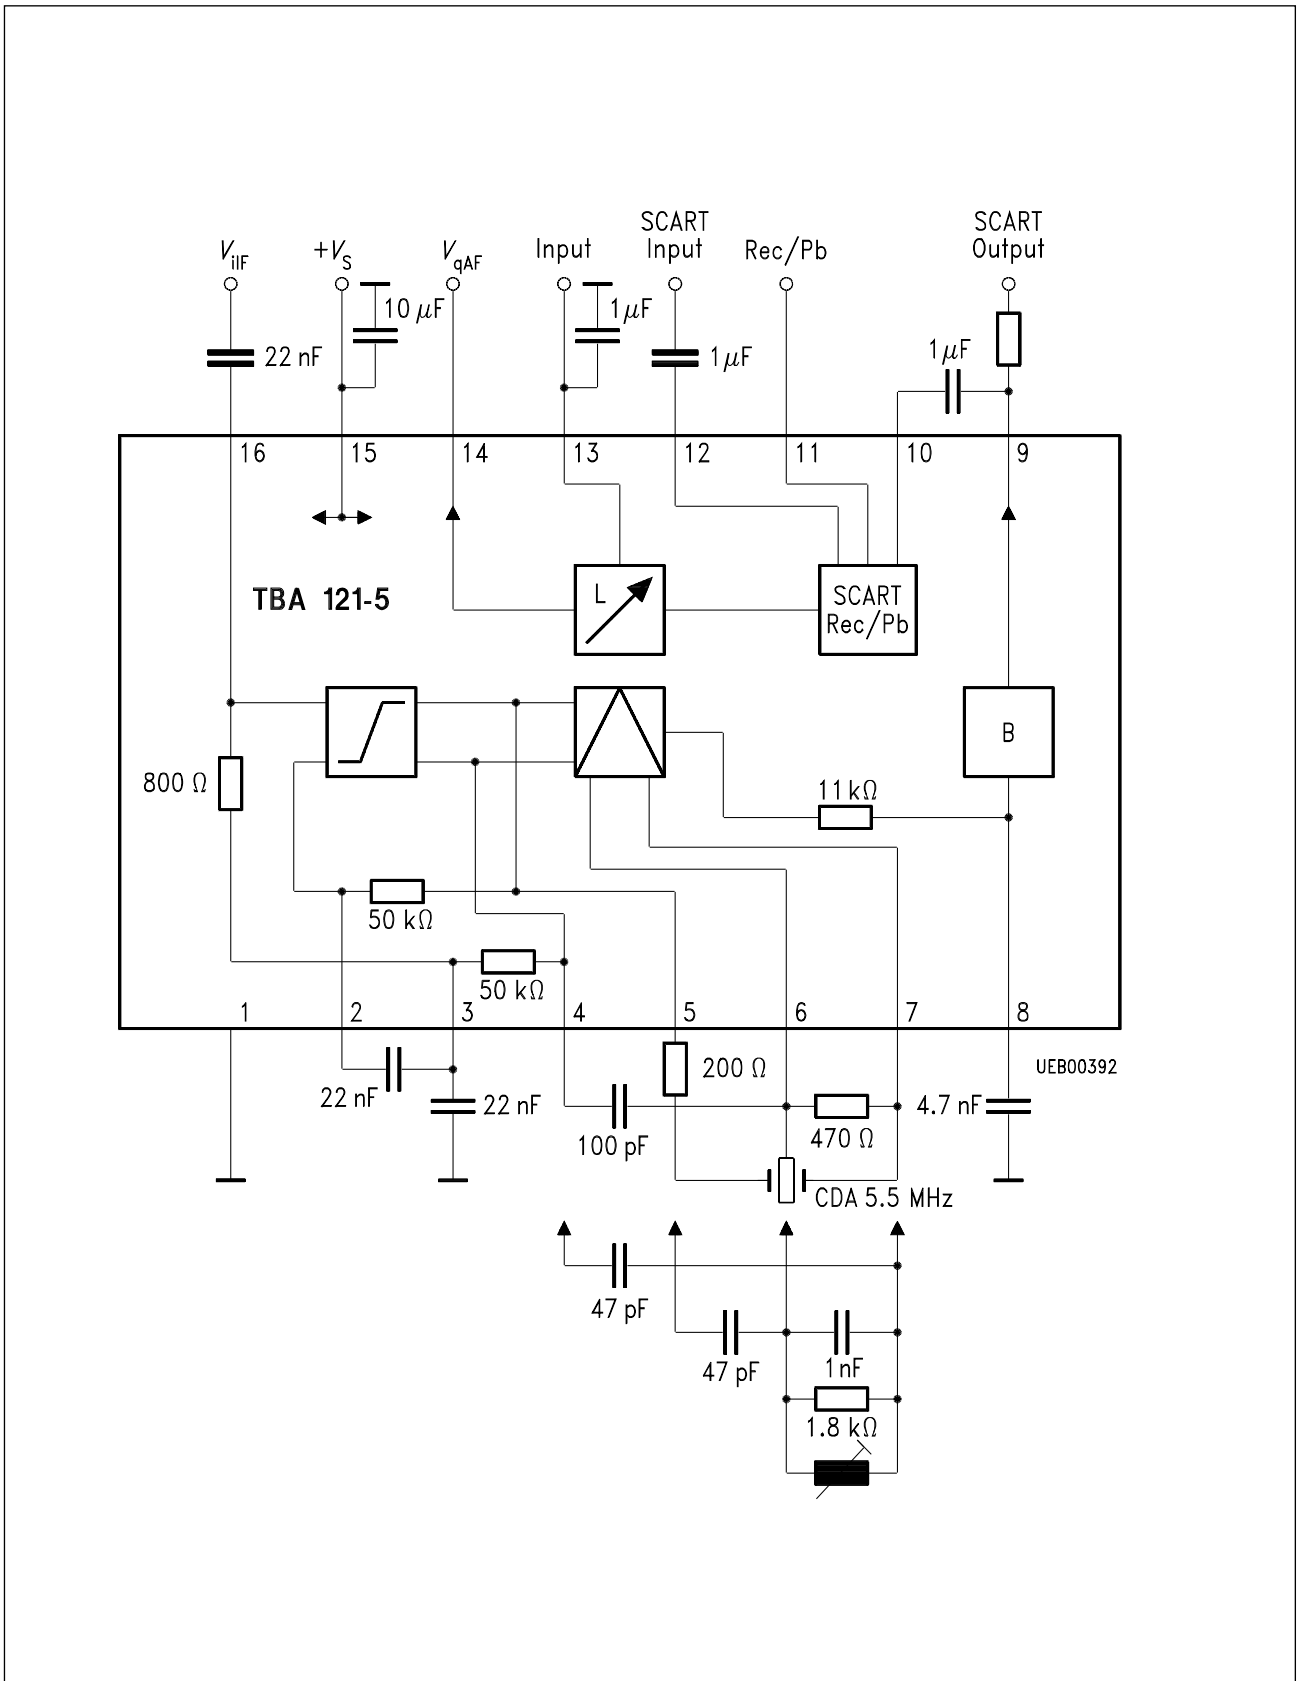 SCART
SCART
V iIF
+V S
V qAF
Input
Input
Rec/Pb
Output
10 μF
1 μF
22 nF
1 μF
1 μF
16
15
14
13
12
11
10
9
TBA 121-5
L
SCART
Rec/Pb
B
800 Ω
11 kΩ
50 kΩ
50 kΩ
1
2
3
4
5
6
7
8
UEB00392
200 Ω
22 nF
22 nF
4.7 nF
100 pF
470 Ω
CDA 5.5 MHz
47 pF
47 pF
1 nF
1.8 kΩ